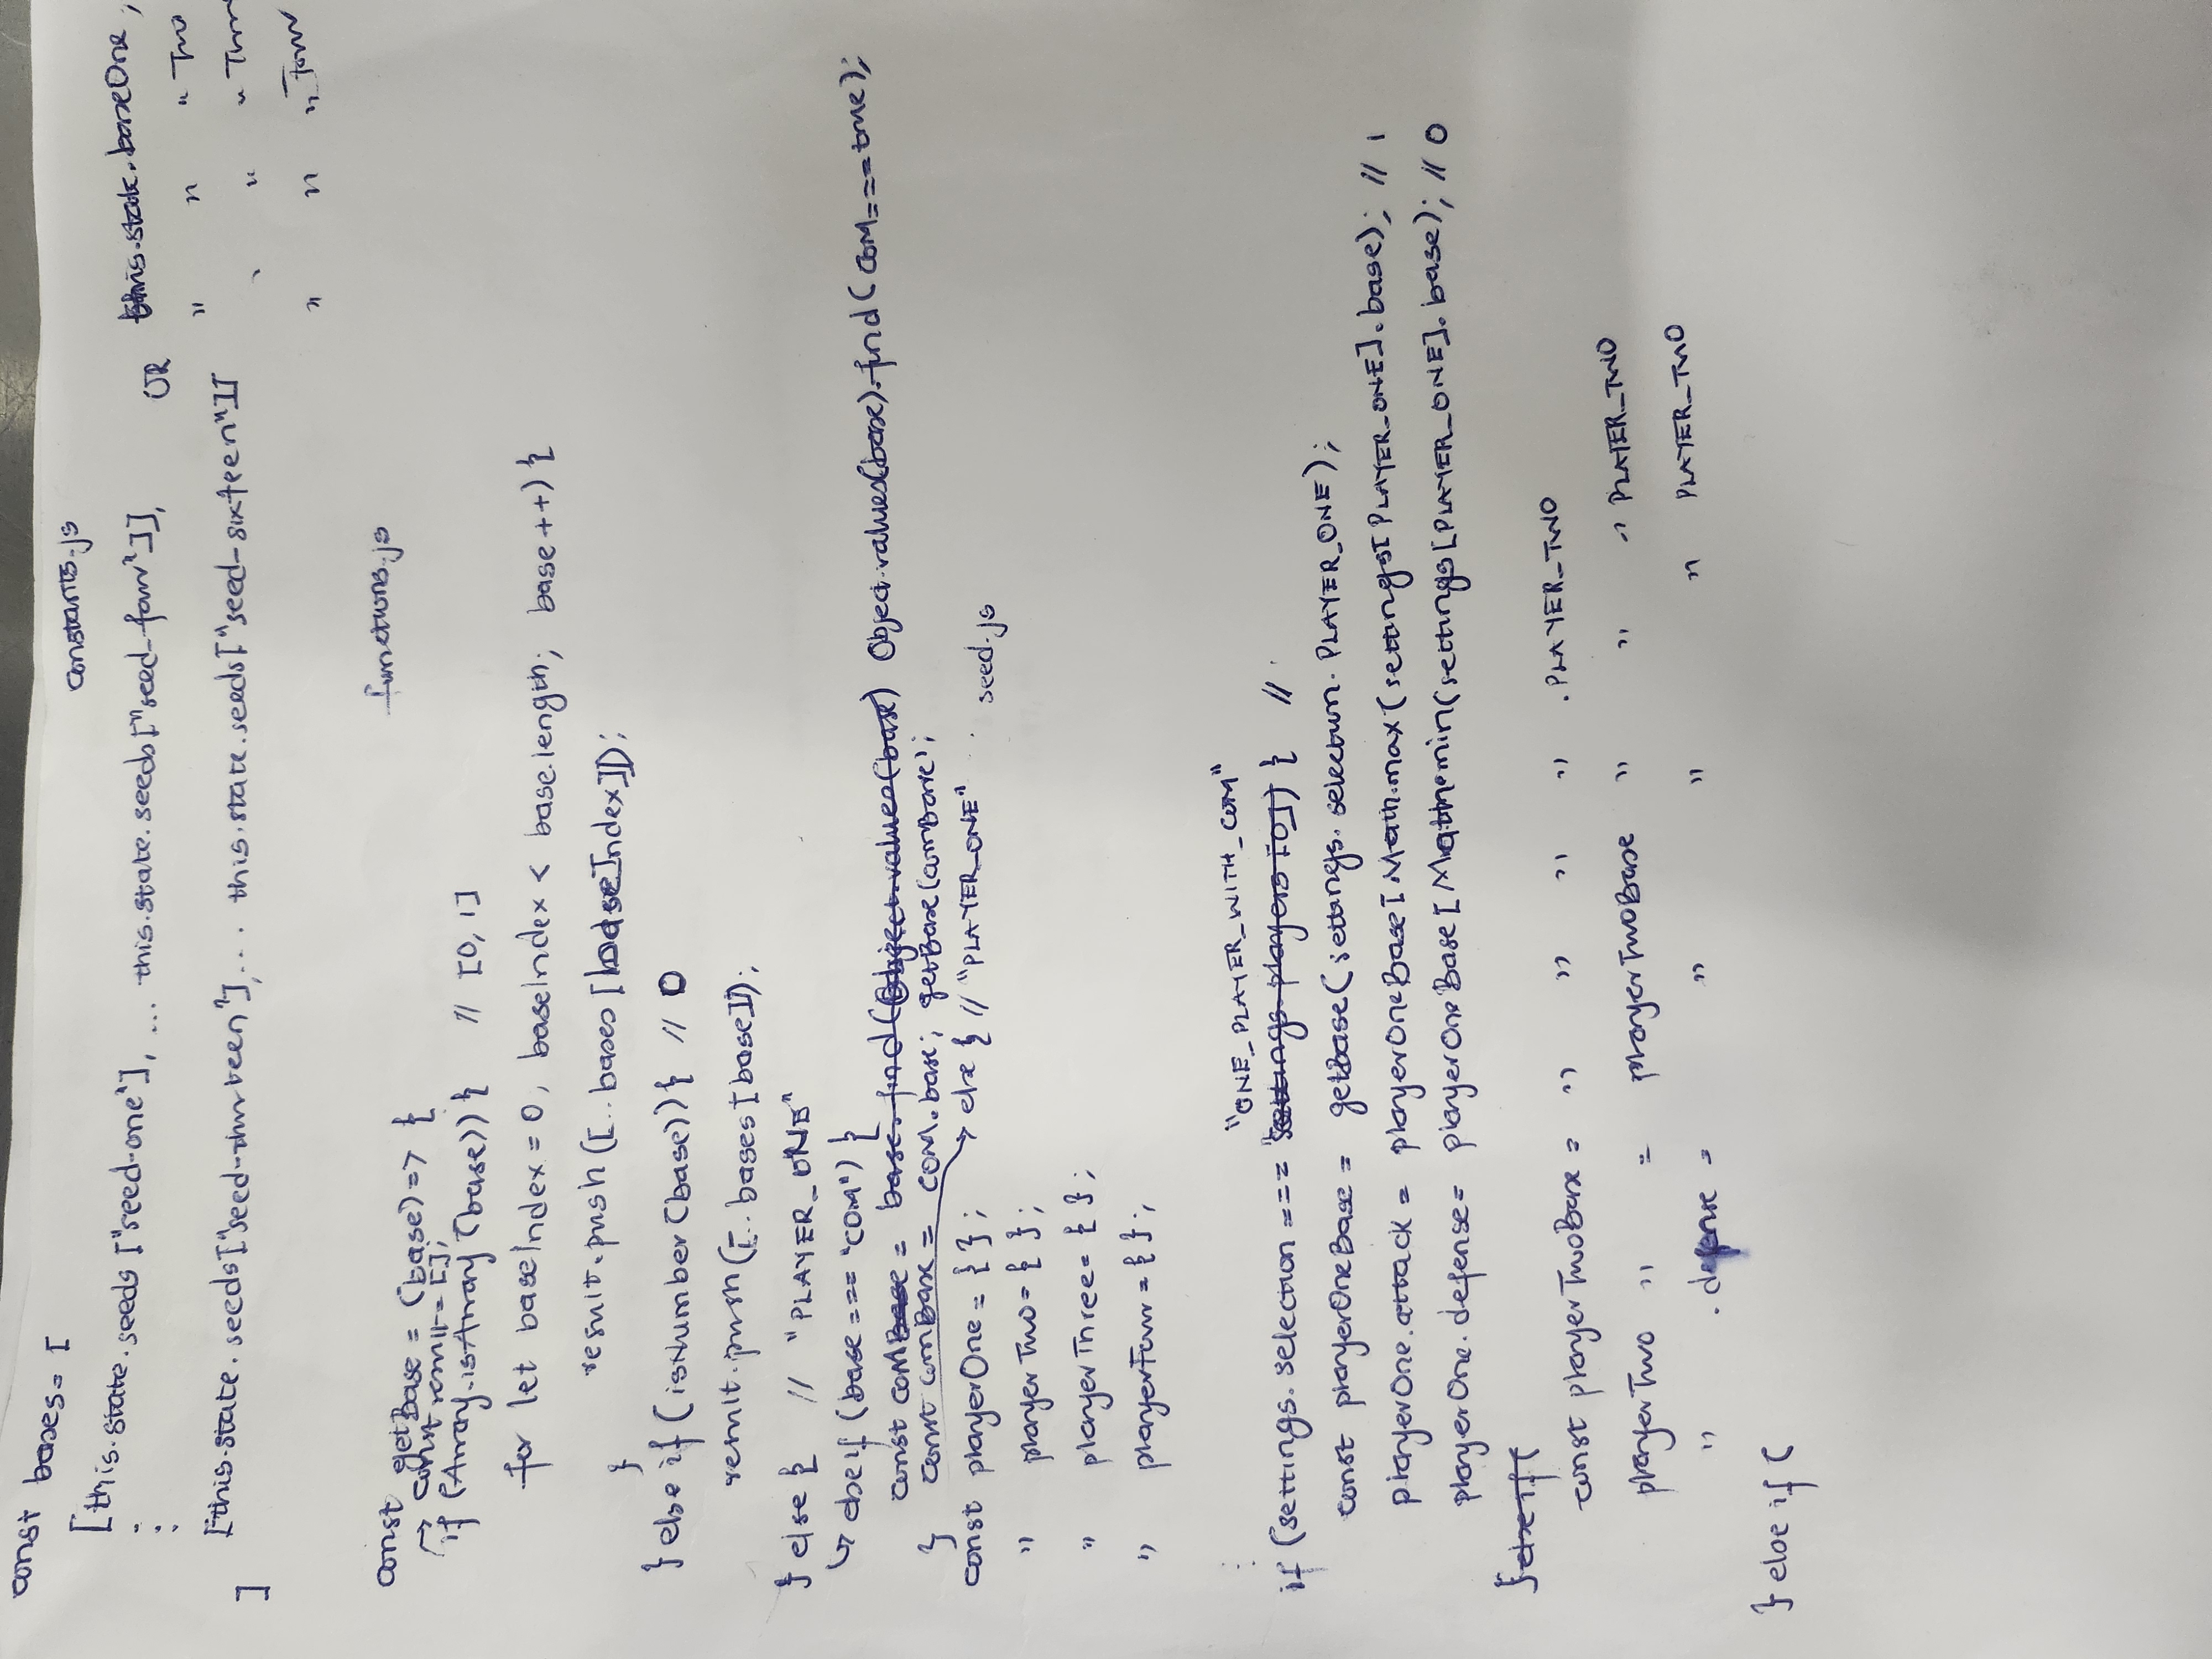 const bases = [
constants.js
[this.state.seeds ["seed-one"], ... this.state.seeds["seed-four"]],
OR this.state.baseOne,
" " " Two
:
[this.state.seeds["seed-thirteen"], ... this.state.seeds["seed-sixteen"]]
" "
]
" " " Four
functions.js
const getBase = (base) => {
→ const result = [];
if (Array.isArray (base)) { // [0, 1]
for let baseIndex = 0, baseIndex < base.length; base ++) {
result.push ([.. bases [baseIndex]]);
}
} else if (isNumber (base)) { // 0
result.push ([.. bases [base]]);
} else { // "PLAYER_ONE"
↳ else if (base === "COM") {
const COM = Object.values(base).find ( COM === true);
} const comBase = COM.base; getBase(comBase);
→ else { // "PLAYER_ONE"
seed.js
const playerOne = { };
" playerTwo = { };
" playerThree = { };
" playerFour = { };
:
"ONE_PLAYER_WITH_COM"
if (settings. selection === settings. players [0]) { //
const playerOneBase = getBase (settings. selection. PLAYER_ONE);
playerOne.attack = playerOneBase [ Math.max (settings[ PLAYER_ONE]. base); // 1
playerOne. defense = playerOneBase [ Math.min (settings [PLAYER_ONE]. base); // 0
} else if (
const playerTwoBase = " " " " . PLAYER_TWO
playerTwo " = playerTwoBase " " " PLAYER_TWO
" . defense = " " " PLAYER_TWO
} else if (